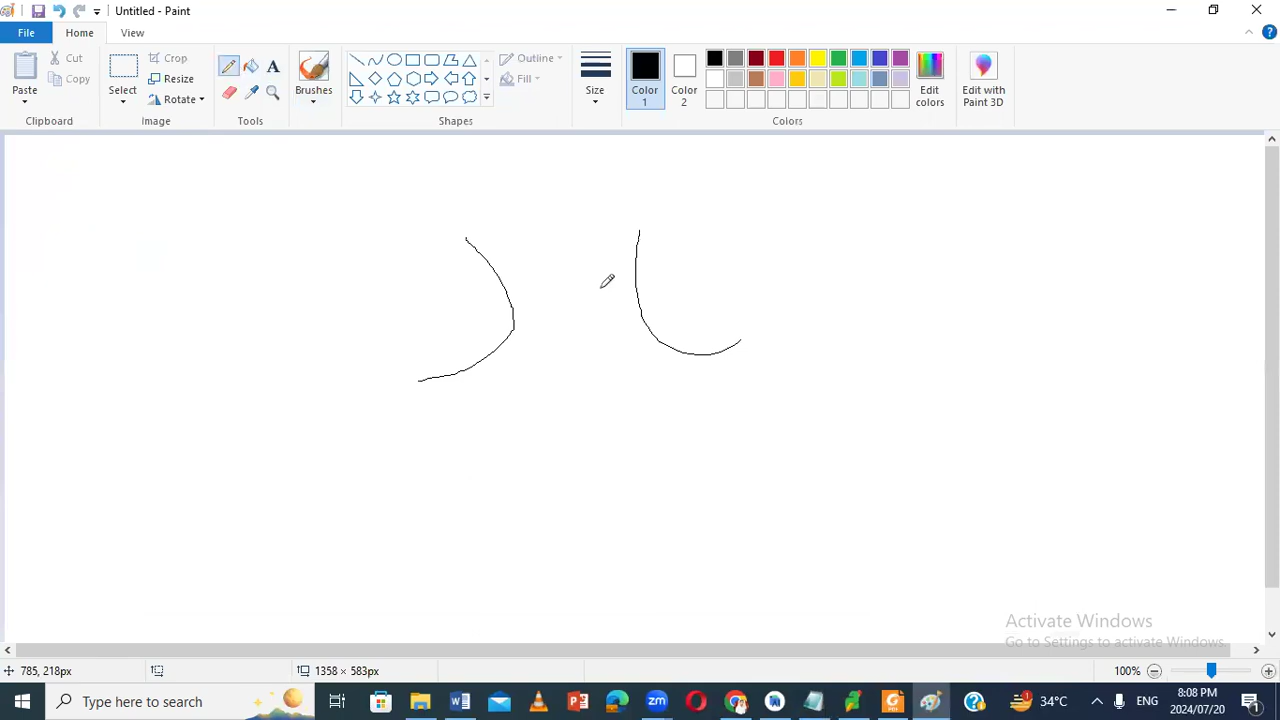 Untitled - Paint
File Home View
Paste
Cut
Copy
Clipboard
Select
Crop
Resize
Rotate
Image
Tools
Brushes
Shapes
Outline
Fill
Size
Color 1
Color 2
Colors
Edit colors
Edit with Paint 3D
Activate Windows
Go to Settings to activate Windows.
785, 218px
1358 × 583px
100%
Type here to search
34°C
ENG
8:08 PM
2024/07/20